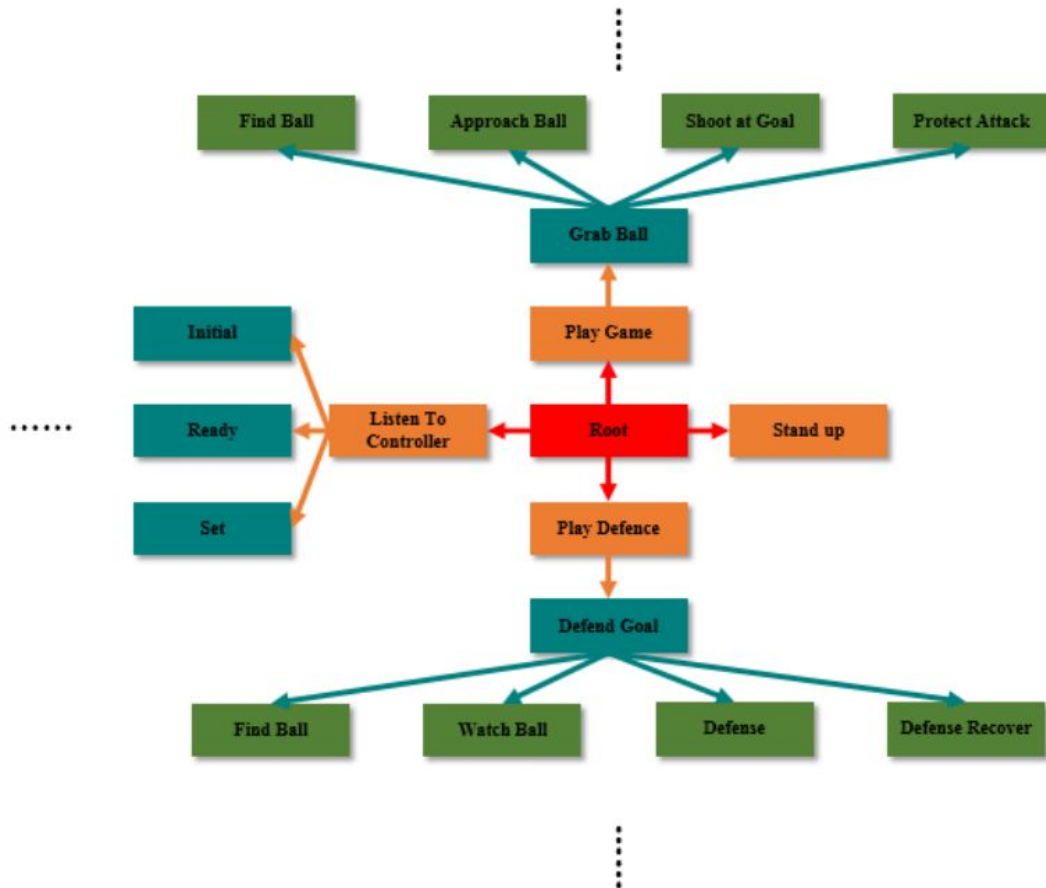 Find Ball
Approach Ball
Shoot at Goal
Protect Attack
Grab Ball
Initial
Play Game
Ready
Listen To
Controller
Root
Stand up
Set
Play Defence
Defend Goal
Find Ball
Watch Ball
Defense
Defense Recover